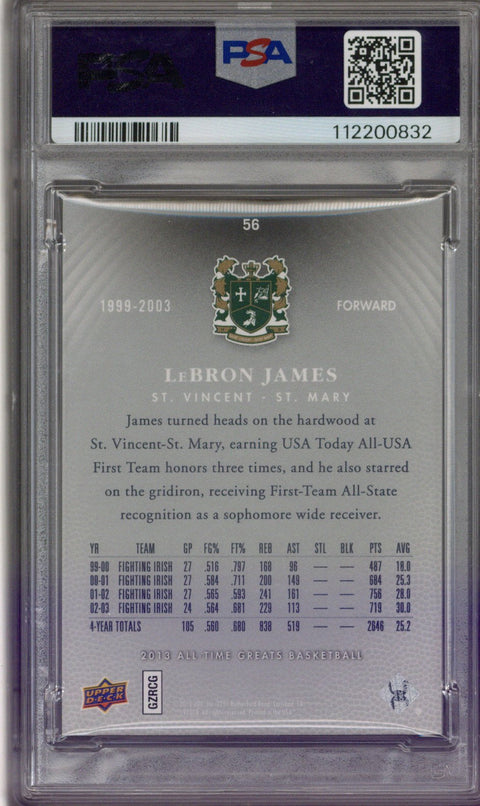 PSA
PSA
112200832
56
1999-2003
FORWARD
LeBRON JAMES
ST. VINCENT - ST. MARY
James turned heads on the hardwood at
St. Vincent-St. Mary, earning USA Today All-USA
First Team honors three times, and he also starred
on the gridiron, receiving First-Team All-State
recognition as a sophomore wide receiver.
YR TEAM GP FG% FT% REB AST STL BLK PTS AVG
99-00 FIGHTING IRISH 27 .516 .797 168 96 — — 487 18.0
00-01 FIGHTING IRISH 27 .584 .711 200 149 — — 684 25.3
01-02 FIGHTING IRISH 27 .565 .593 241 161 — — 756 28.0
02-03 FIGHTING IRISH 24 .564 .681 229 113 — — 719 30.0
4-YEAR TOTALS 105 .560 .680 838 519 — — 2646 25.2
2013 ALL-TIME GREATS BASKETBALL
UPPER DECK
GZRCG